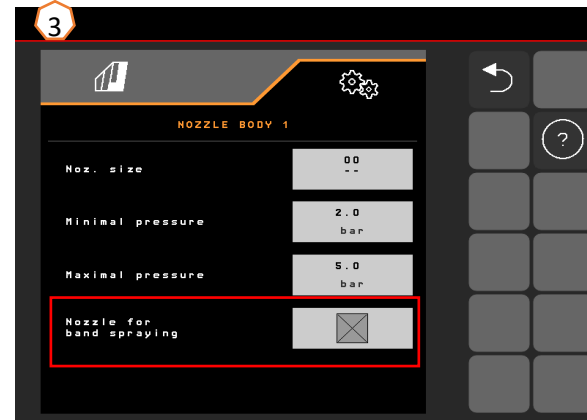 3
NOZZLE BODY 1
Noz. size
00
--
Minimal pressure
2.0
bar
Maximal pressure
5.0
bar
Nozzle for
band spraying
?